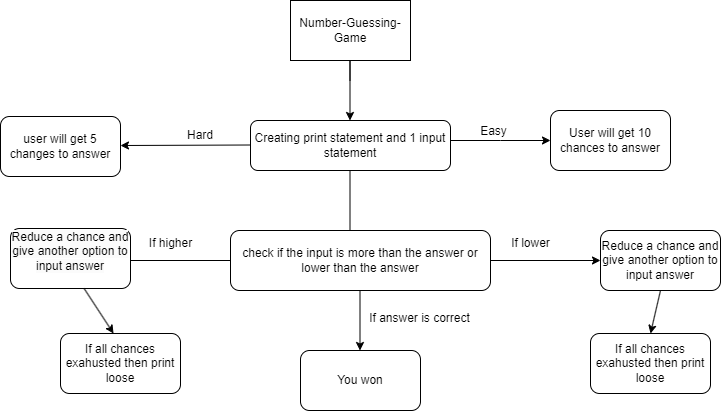 Number-Guessing-
Game
user will get 5
changes to answer
Hard
Creating print statement and 1 input
statement
Easy
User will get 10
chances to answer
Reduce a chance and
give another option to
input answer
If higher
check if the input is more than the answer or
lower than the answer
If lower
Reduce a chance and
give another option to
input answer
If answer is correct
If all chances
exahusted then print
loose
You won
If all chances
exahusted then print
loose